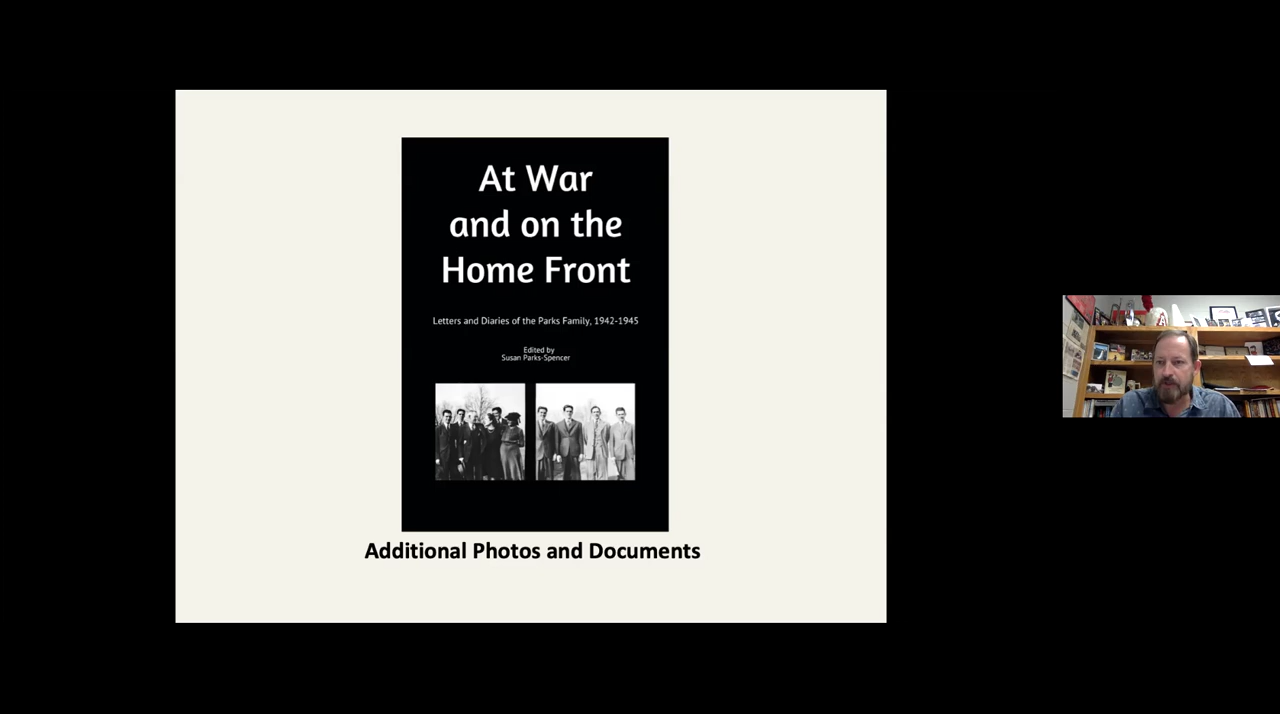 At War
and on the
Home Front
Letters and Diaries of the Parks Family, 1942-1945
Edited by
Susan Parks-Spencer
Additional Photos and Documents